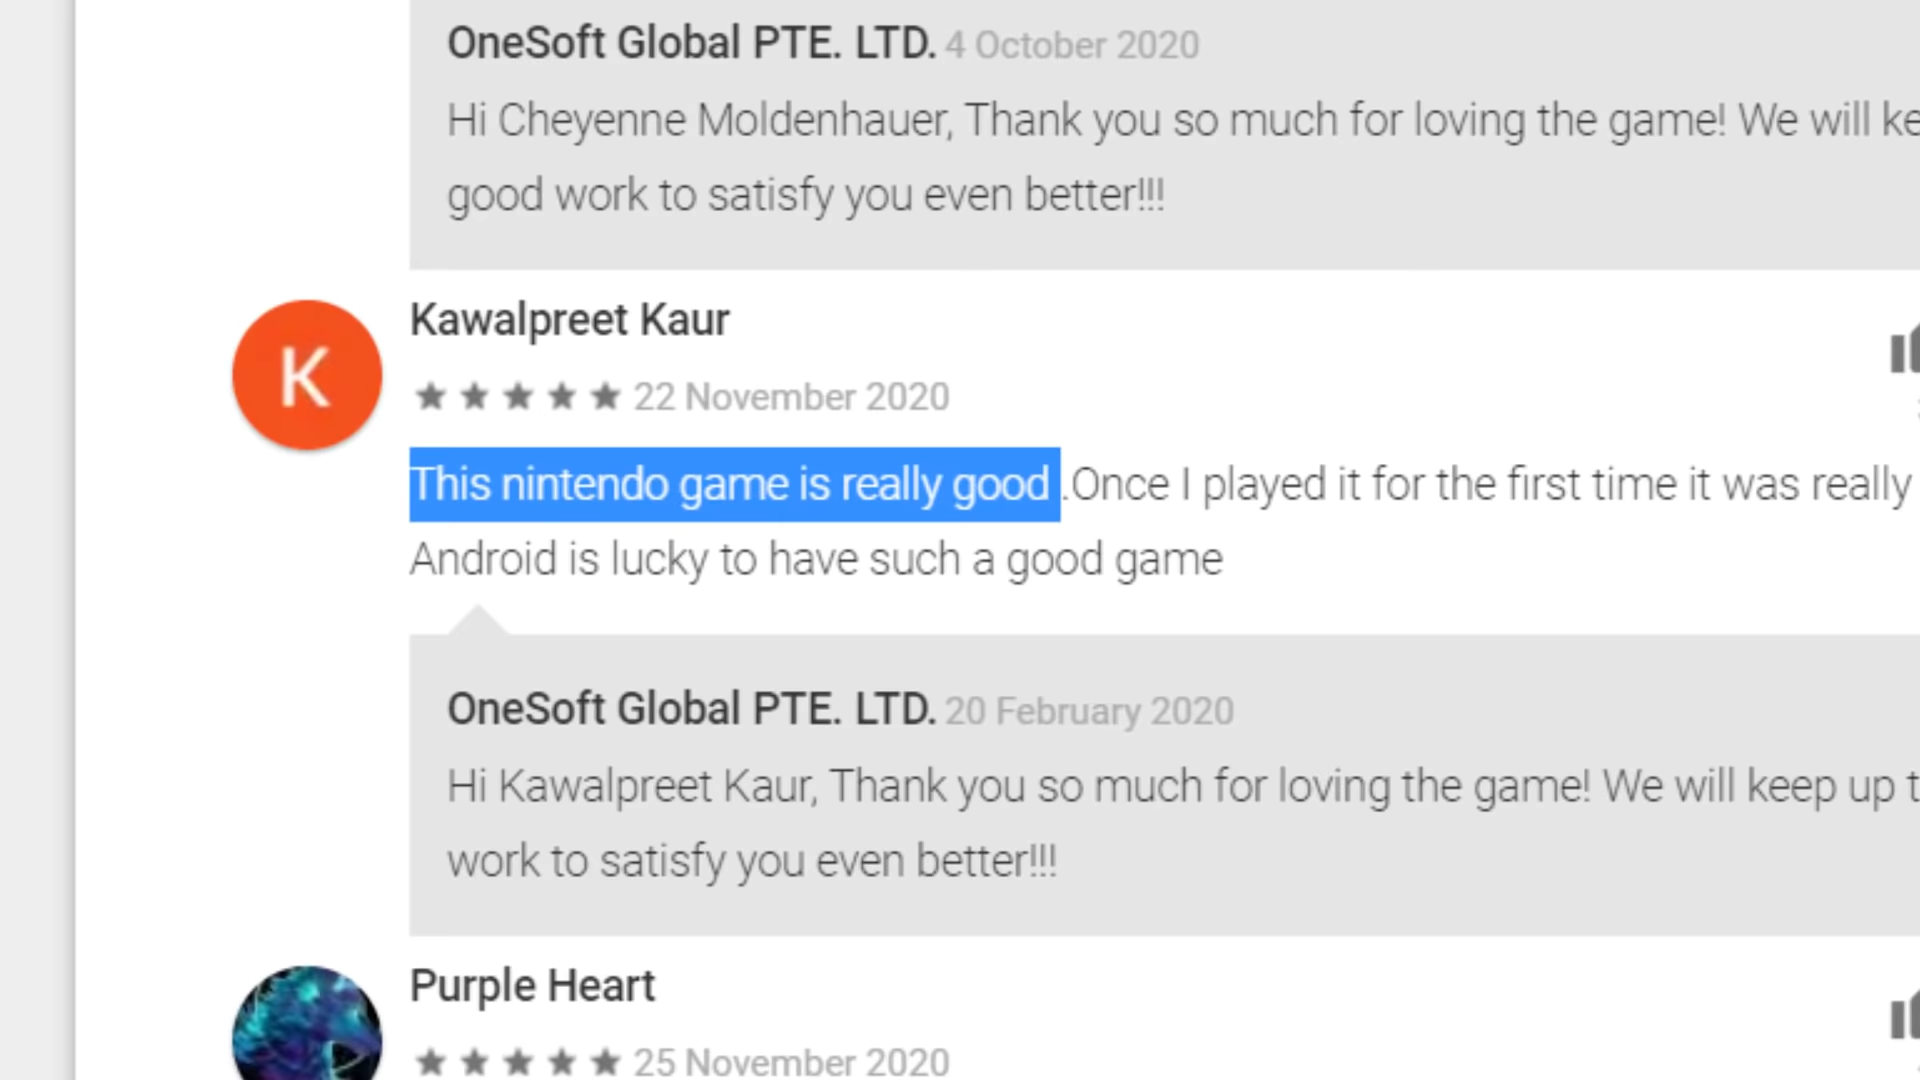 OneSoft Global PTE. LTD. 4 October 2020
Hi Cheyenne Moldenhauer, Thank you so much for loving the game! We will ke
good work to satisfy you even better!!!
K
Kawalpreet Kaur
22 November 2020
This nintendo game is really good .Once I played it for the first time it was really
Android is lucky to have such a good game
OneSoft Global PTE. LTD. 20 February 2020
Hi Kawalpreet Kaur, Thank you so much for loving the game! We will keep up t
work to satisfy you even better!!!
Purple Heart
25 November 2020